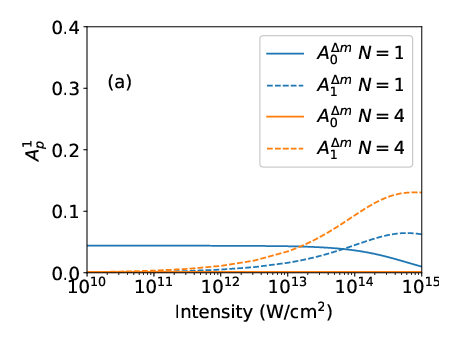 0.4
0.3
0.2
0.1
0.0
A_p^1
(a)
A_0^{Δm} N = 1
A_1^{Δm} N = 1
A_0^{Δm} N = 4
A_1^{Δm} N = 4
10^10 10^11 10^12 10^13 10^14 10^15
Intensity (W/cm^2)